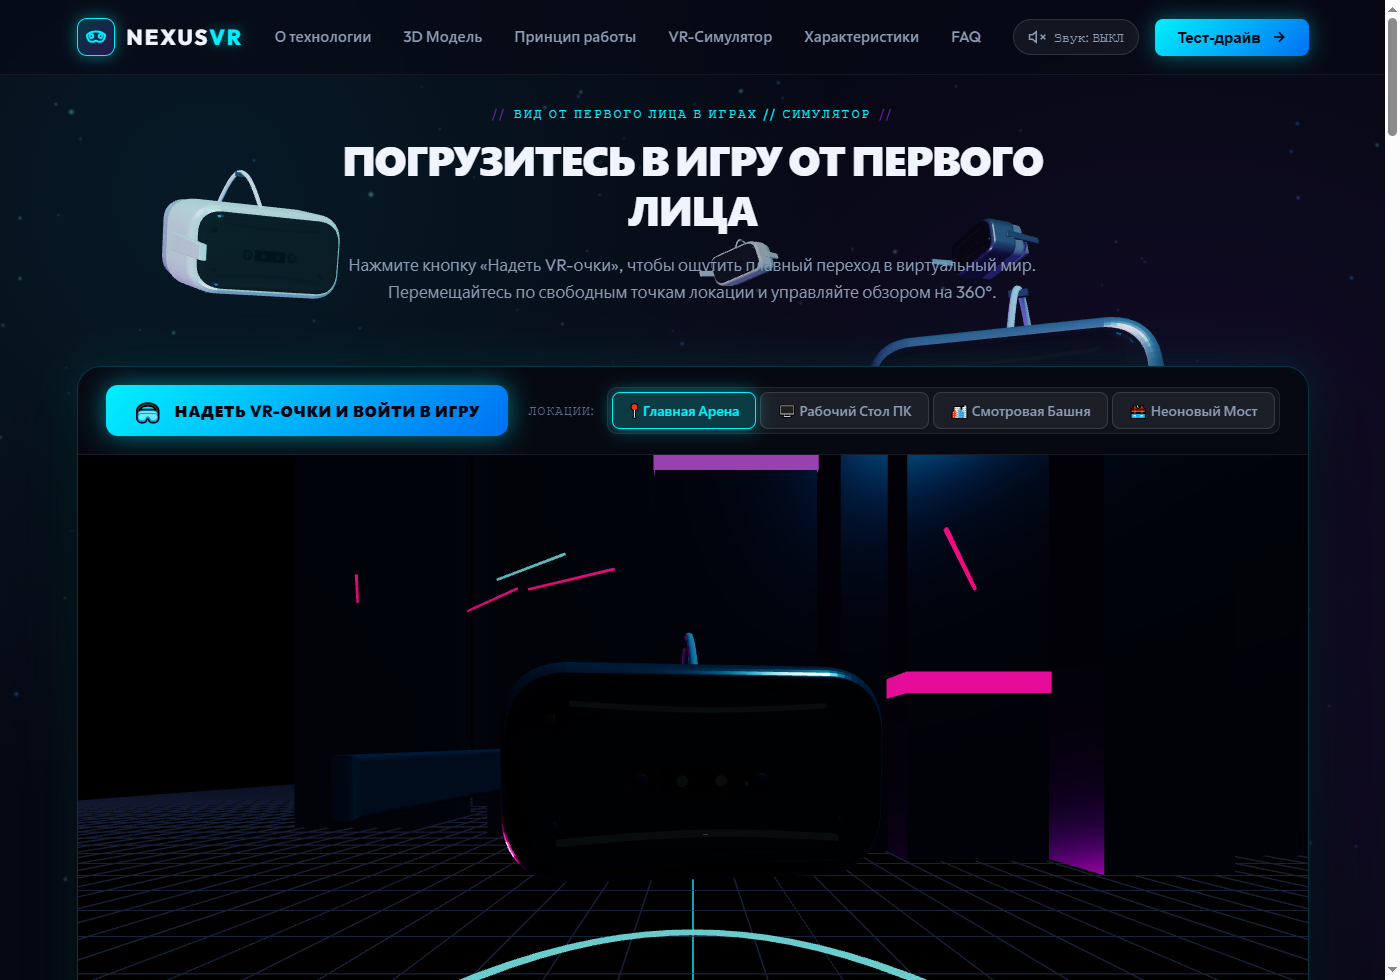 NEXUSVR
О технологии
3D Модель
Принцип работы
VR-Симулятор
Характеристики
FAQ
Звук: ВЫКЛ
Тест-драйв →
// ВИД ОТ ПЕРВОГО ЛИЦА В ИГРАХ // СИМУЛЯТОР //
ПОГРУЗИТЕСЬ В ИГРУ ОТ ПЕРВОГО
ЛИЦА
Нажмите кнопку «Надеть VR-очки», чтобы ощутить плавный переход в виртуальный мир.
Перемещайтесь по свободным точкам локации и управляйте обзором на 360°.
НАДЕТЬ VR-ОЧКИ И ВОЙТИ В ИГРУ
ЛОКАЦИИ:
Главная Арена
Рабочий Стол ПК
Смотровая Башня
Неоновый Мост